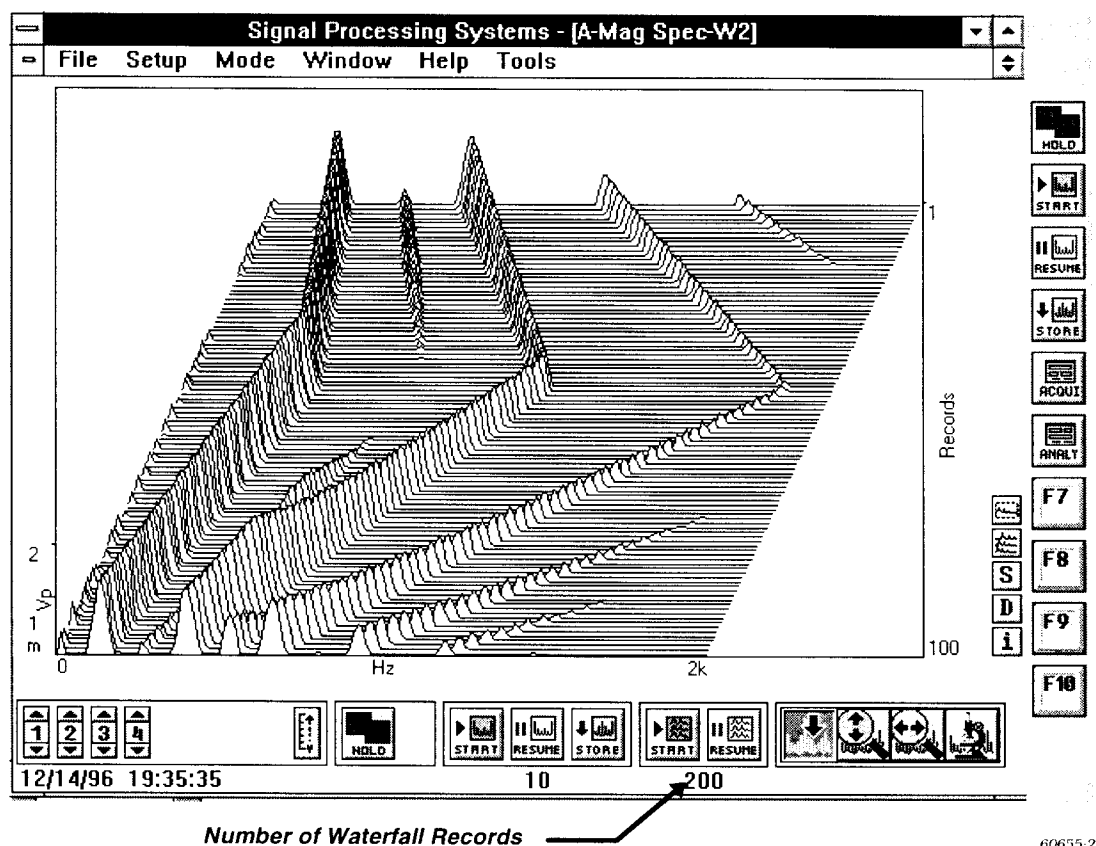 Signal Processing Systems - [A-Mag Spec-W2]
File Setup Mode Window Help Tools
HOLD
START
RESUME
STORE
ACQUI
ANALY
F7
F8
F9
F10
1
Records
100
S
D
i
2
Vp
1
m
0 Hz 2k
1 2 3 4
HOLD
START RESUME STORE
START RESUME
12/14/96 19:35:35 10 200
Number of Waterfall Records
60655-2